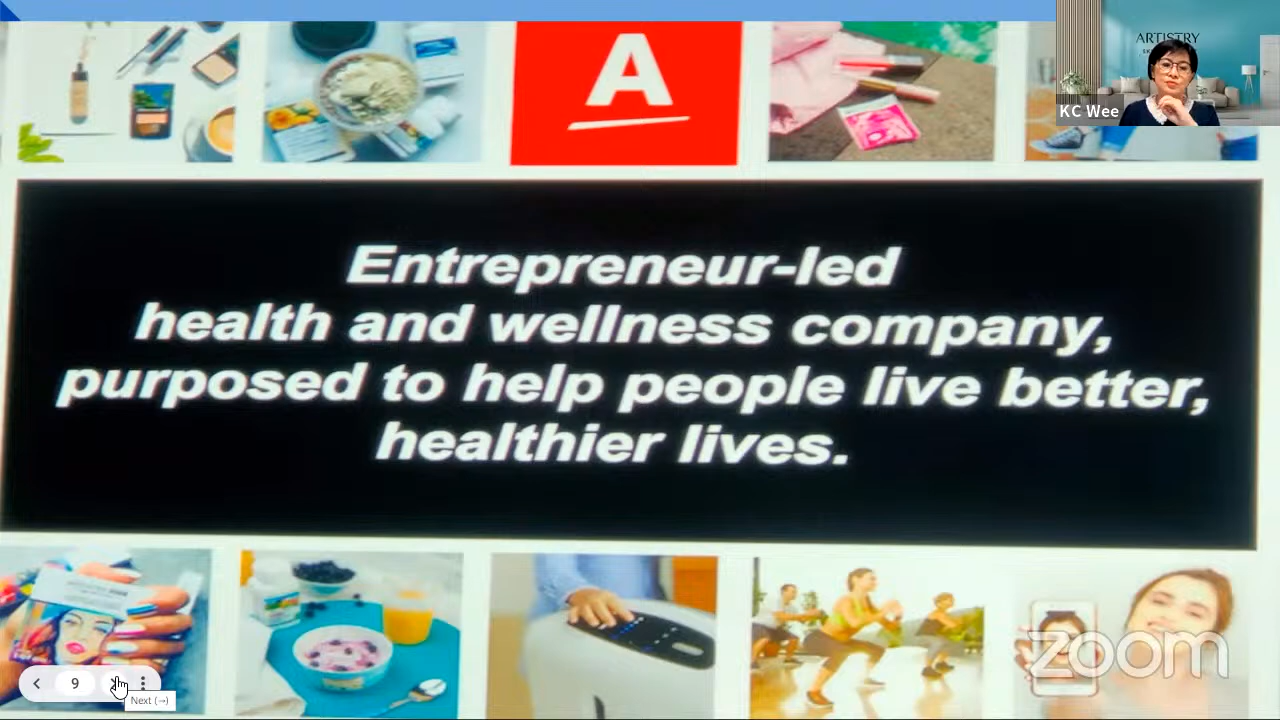 ARTISTRY
KC Wee
A
Entrepreneur-led
health and wellness company,
purposed to help people live better,
healthier lives.
9
Next (→)
zoom